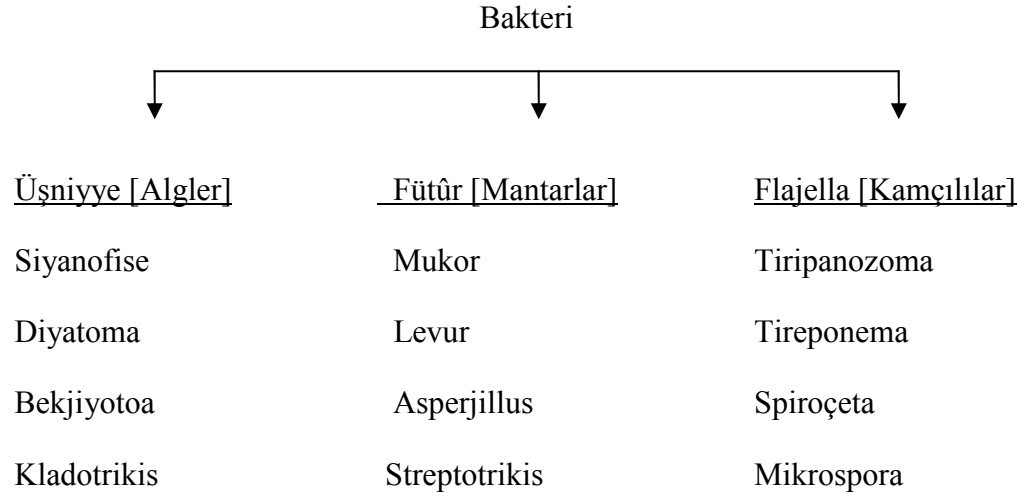 Bakteri
Üşniyye [Algler] Fütûr [Mantarlar] Flajella [Kamçılılar]
Siyanofise Mukor Tiripanozoma
Diyatoma Levur Tireponema
Bekjiyotoa Asperjillus Spiroçeta
Kladotrikis Streptotrikis Mikrospora